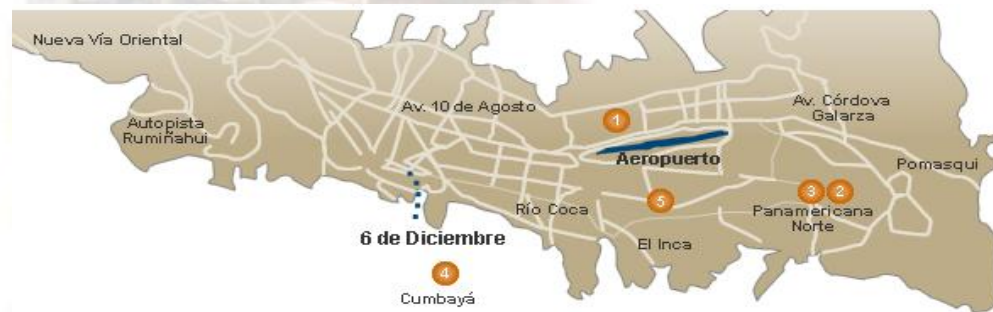 Nueva Vía Oriental
Av. 10 de Agosto
Av. Córdova
Galarza
Autopista
Rumiñahui
1
Aeropuerto
Pomasqui
3
2
5
Río Coca
Panamericana
Norte
6 de Diciembre
El Inca
4
Cumbayá